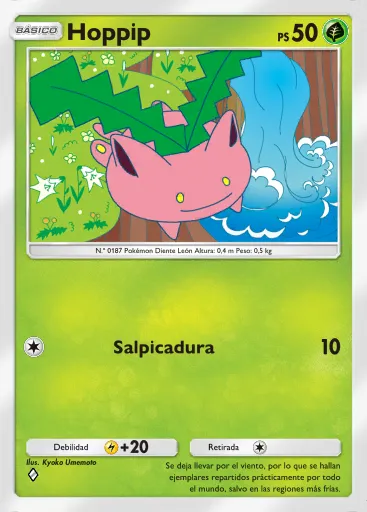 BÁSICO Hoppip PS 50
N.º 0187 Pokémon Diente León Altura: 0,4 m Peso: 0,5 kg
Salpicadura 10
Debilidad +20 Retirada
Ilus. Kyoko Umemoto
Se deja llevar por el viento, por lo que se hallan
ejemplares repartidos prácticamente por todo
el mundo, salvo en las regiones más frías.